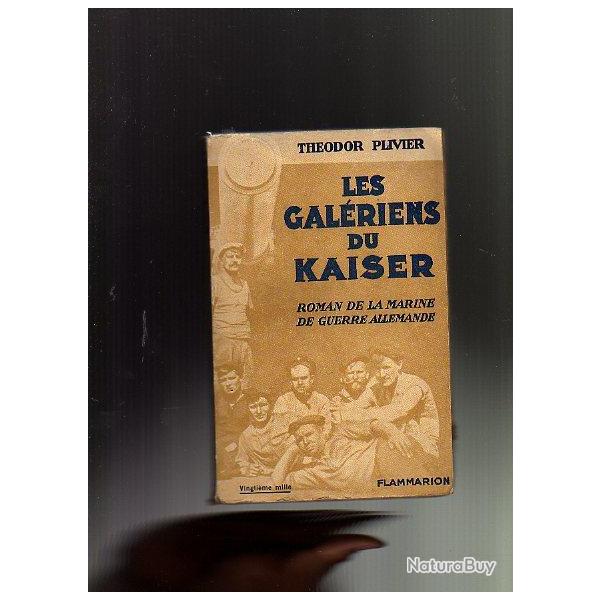 THEODOR PLIVIER
LES
GALÉRIENS
DU
KAISER
ROMAN DE LA MARINE
DE GUERRE ALLEMANDE
Vingtième mille
FLAMMARION
NaturaBuy